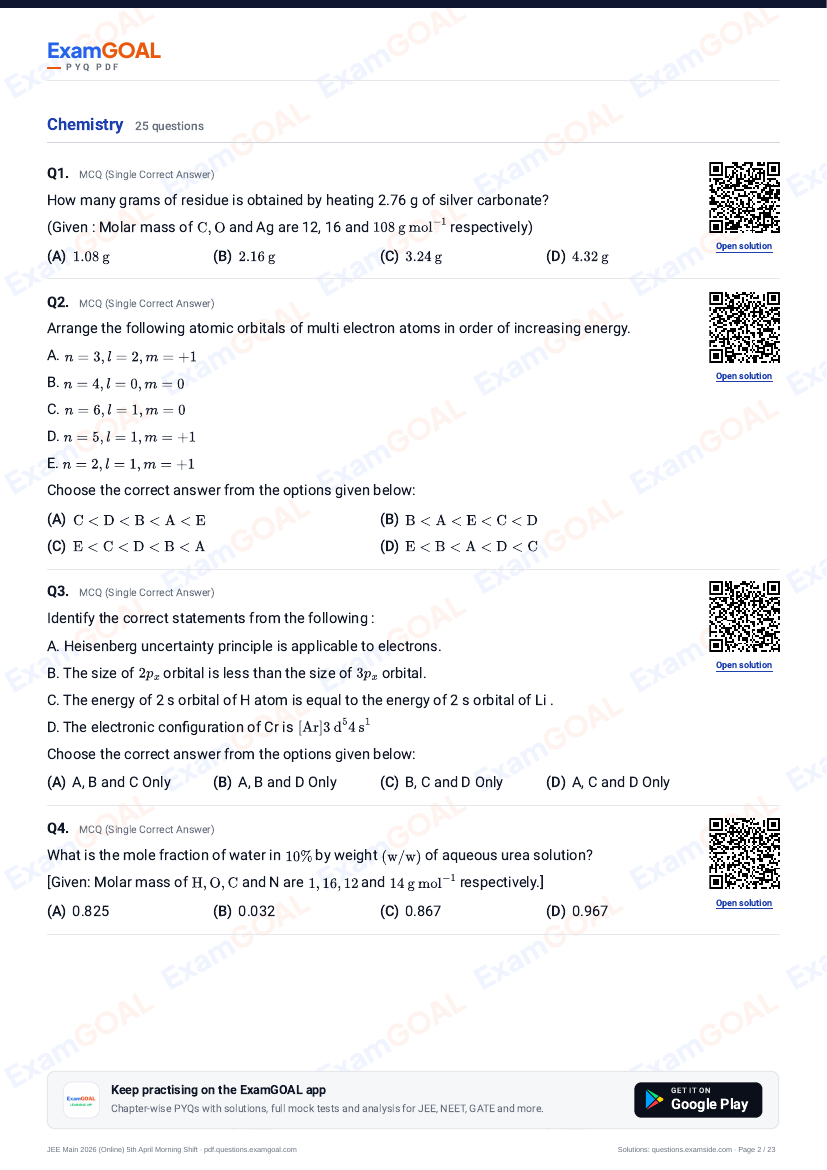 ExamGOAL
PYQ PDF
Chemistry 25 questions
Q1. MCQ (Single Correct Answer)
How many grams of residue is obtained by heating 2.76 g of silver carbonate?
(Given : Molar mass of C, O and Ag are 12, 16 and 108 g mol⁻¹ respectively)
(A) 1.08 g (B) 2.16 g (C) 3.24 g (D) 4.32 g
Open solution
Q2. MCQ (Single Correct Answer)
Arrange the following atomic orbitals of multi electron atoms in order of increasing energy.
A. n = 3, l = 2, m = +1
B. n = 4, l = 0, m = 0
C. n = 6, l = 1, m = 0
D. n = 5, l = 1, m = +1
E. n = 2, l = 1, m = +1
Choose the correct answer from the options given below:
(A) C < D < B < A < E (B) B < A < E < C < D
(C) E < C < D < B < A (D) E < B < A < D < C
Open solution
Q3. MCQ (Single Correct Answer)
Identify the correct statements from the following :
A. Heisenberg uncertainty principle is applicable to electrons.
B. The size of 2pₓ orbital is less than the size of 3pₓ orbital.
C. The energy of 2 s orbital of H atom is equal to the energy of 2 s orbital of Li .
D. The electronic configuration of Cr is [Ar]3 d⁵4 s¹
Choose the correct answer from the options given below:
(A) A, B and C Only (B) A, B and D Only (C) B, C and D Only (D) A, C and D Only
Open solution
Q4. MCQ (Single Correct Answer)
What is the mole fraction of water in 10% by weight (w/w) of aqueous urea solution?
[Given: Molar mass of H, O, C and N are 1, 16, 12 and 14 g mol⁻¹ respectively.]
(A) 0.825 (B) 0.032 (C) 0.867 (D) 0.967
Open solution
ExamGOAL
Keep practising on the ExamGOAL app
Chapter-wise PYQs with solutions, full mock tests and analysis for JEE, NEET, GATE and more.
GET IT ON
Google Play
JEE Main 2026 (Online) 5th April Morning Shift · pdf.questions.examgoal.com
Solutions: questions.examside.com · Page 2 / 23